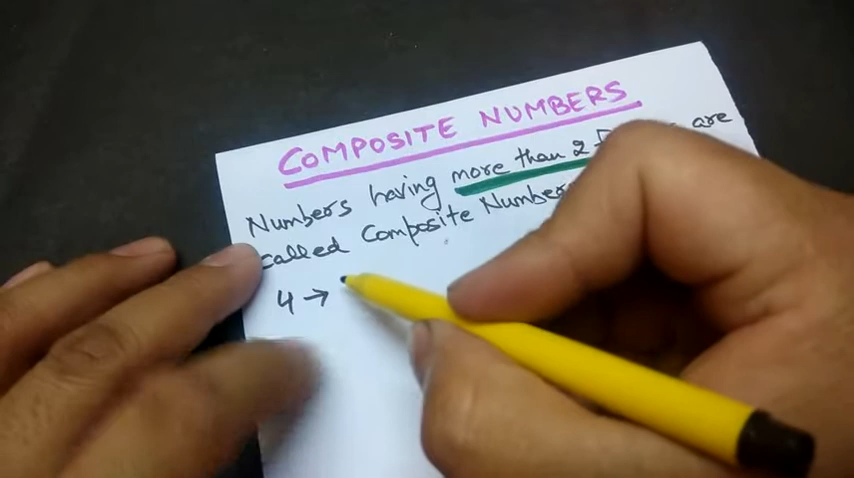 COMPOSITE NUMBERS
Numbers having more than 2 are
called Composite Numbers
4 →